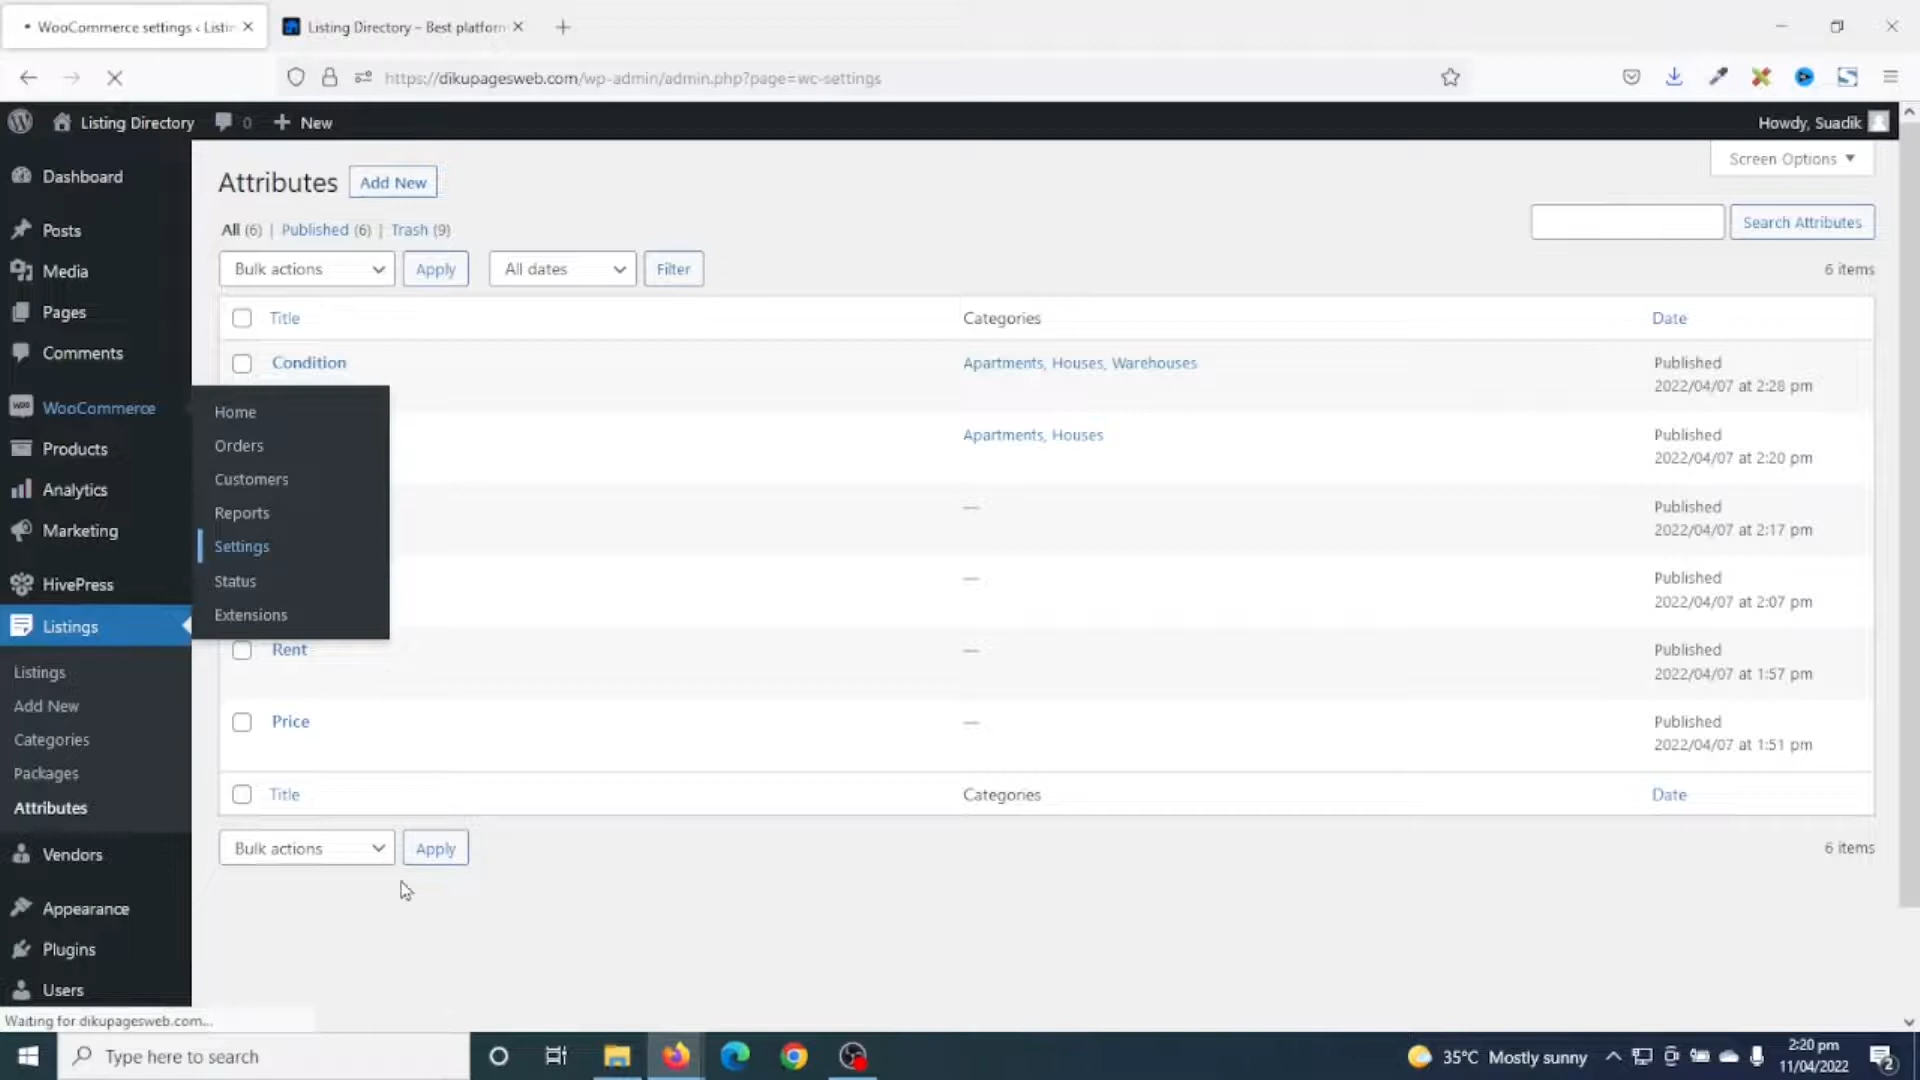 WooCommerce settings ‹ Listin
Listing Directory – Best platform
https://dikupagesweb.com/wp-admin/admin.php?page=wc-settings
Listing Directory 0 New
Howdy, Suadik
Screen Options
Dashboard
Posts
Media
Pages
Comments
WooCommerce
Products
Analytics
Marketing
HivePress
Listings
Listings
Add New
Categories
Packages
Attributes
Vendors
Appearance
Plugins
Users
Home
Orders
Customers
Reports
Settings
Status
Extensions
Attributes Add New
All (6) | Published (6) | Trash (9)
Search Attributes
Bulk actions Apply All dates Filter
6 items
Title Categories Date
Condition Apartments, Houses, Warehouses Published
2022/04/07 at 2:28 pm
Apartments, Houses Published
2022/04/07 at 2:20 pm
— Published
2022/04/07 at 2:17 pm
— Published
2022/04/07 at 2:07 pm
Rent — Published
2022/04/07 at 1:57 pm
Price — Published
2022/04/07 at 1:51 pm
Title Categories Date
Bulk actions Apply
6 items
Waiting for dikupagesweb.com...
Type here to search
35°C Mostly sunny
2:20 pm
11/04/2022
2